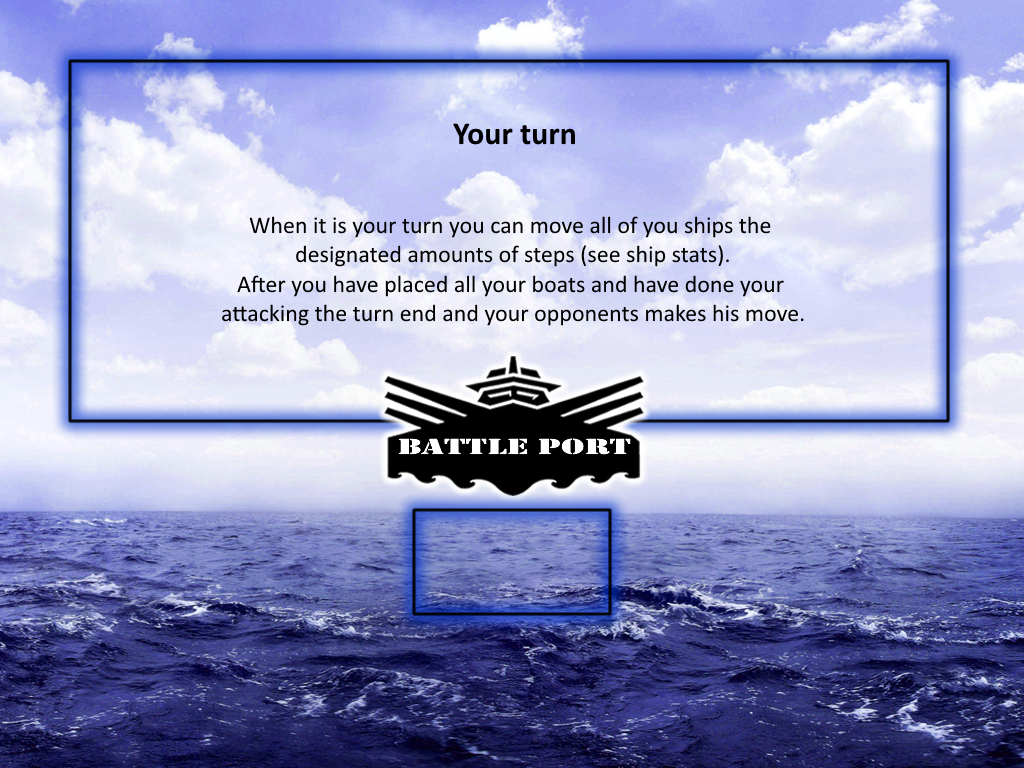 Your turn
When it is your turn you can move all of you ships the
designated amounts of steps (see ship stats).
After you have placed all your boats and have done your
attacking the turn end and your opponents makes his move.
BATTLE PORT